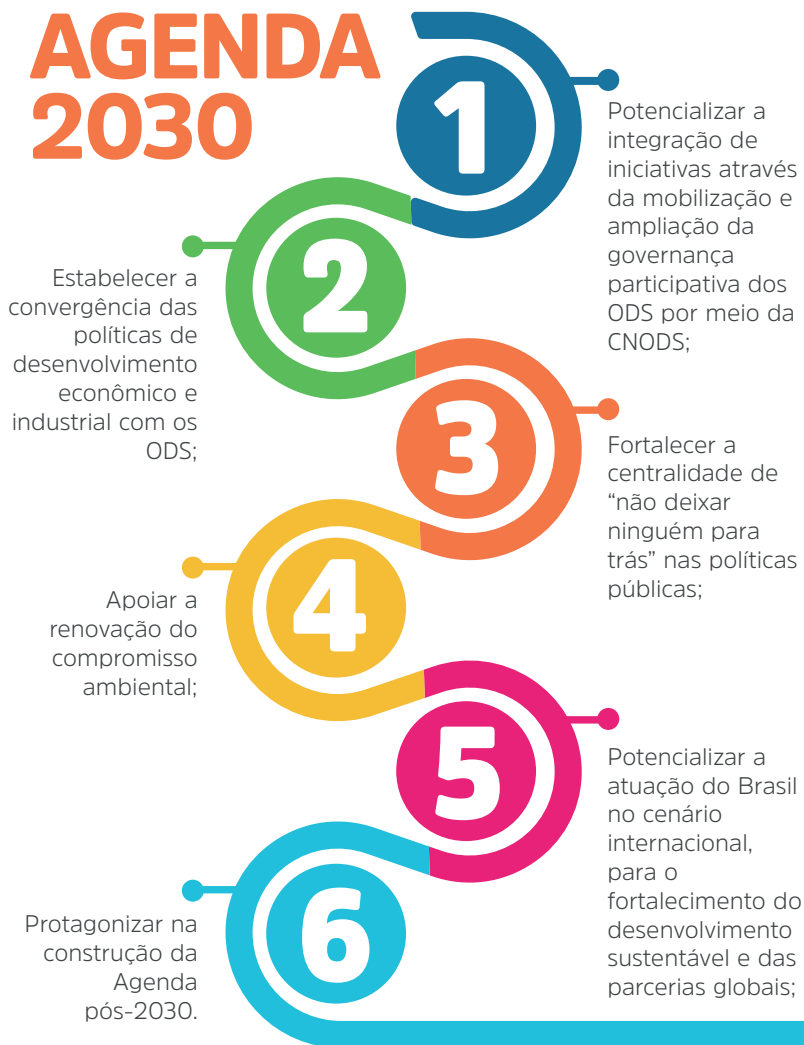 AGENDA
2030
1
Potencializar a
integração de
iniciativas através
da mobilização e
ampliação da
governança
participativa dos
ODS por meio da
CNODS;
2
Estabelecer a
convergência das
políticas de
desenvolvimento
econômico e
industrial com os
ODS;
3
Fortalecer a
centralidade de
“não deixar
ninguém para
trás” nas políticas
públicas;
4
Apoiar a
renovação do
compromisso
ambiental;
5
Potencializar a
atuação do Brasil
no cenário
internacional,
para o
fortalecimento do
desenvolvimento
sustentável e das
parcerias globais;
6
Protagonizar na
construção da
Agenda
pós-2030.